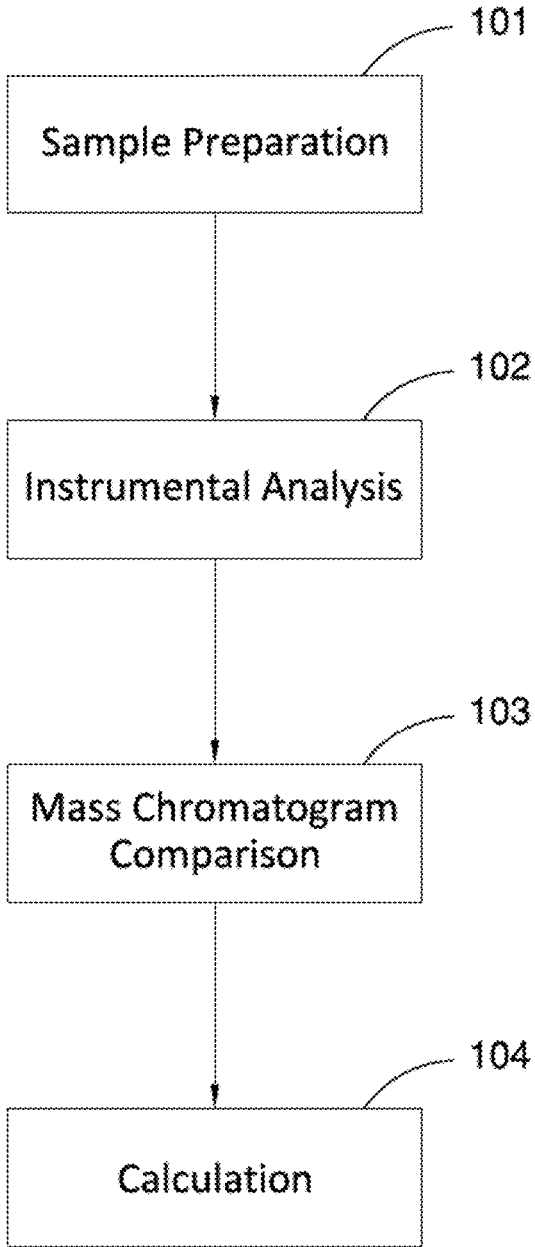 101
Sample Preparation
102
Instrumental Analysis
103
Mass Chromatogram
Comparison
104
Calculation